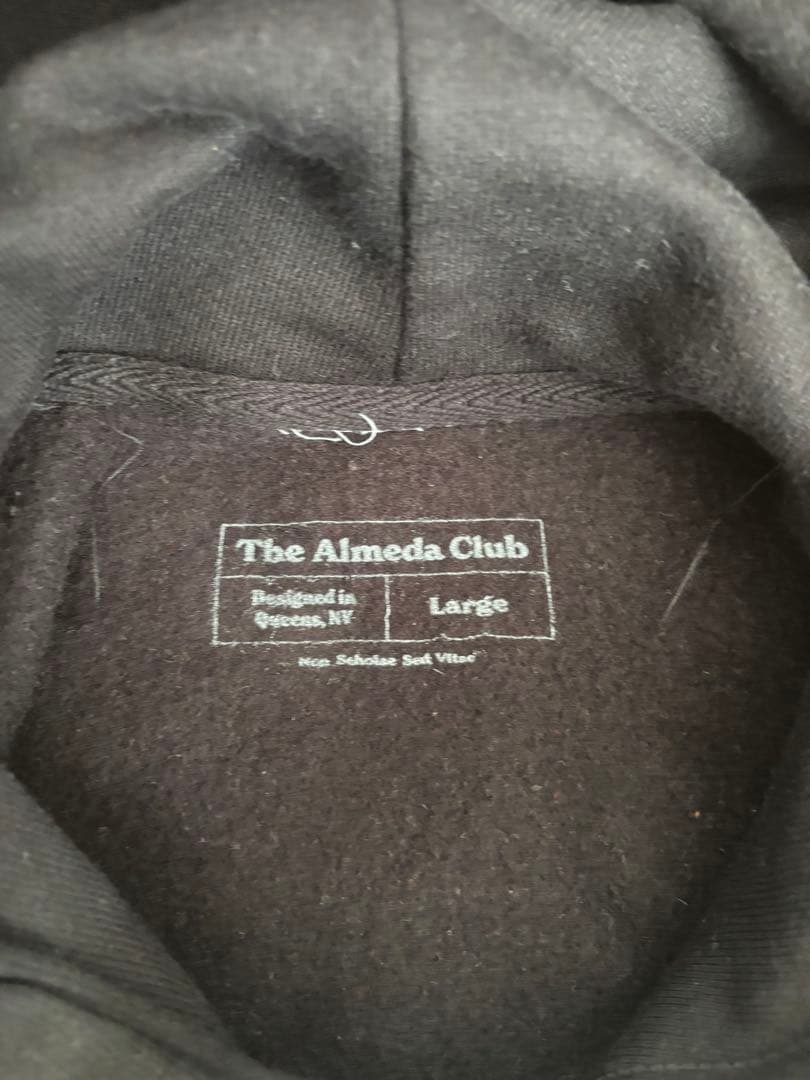 The Almeda Club
Designed in
Queens, NY
Large
Non Scholae Sed Vitae